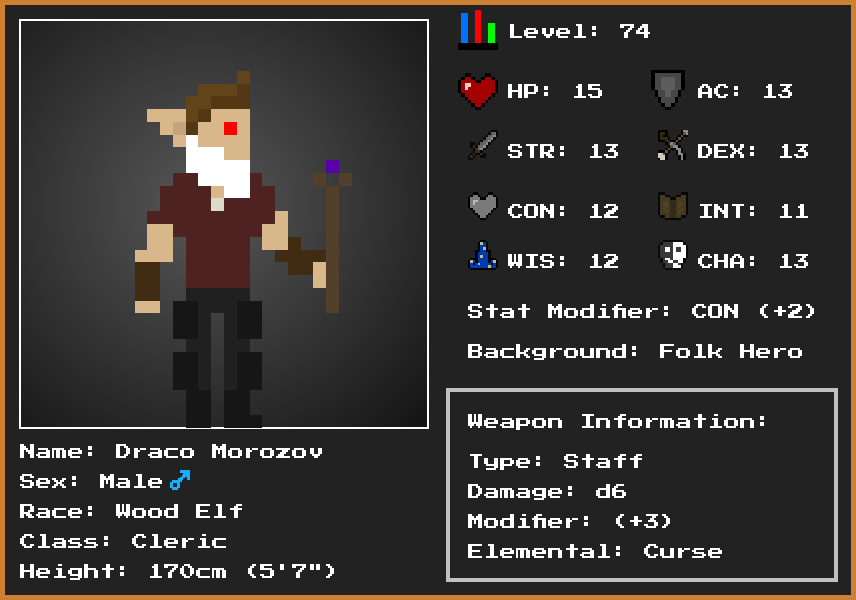 Level: 74
HP: 15 AC: 13
STR: 13 DEX: 13
CON: 12 INT: 11
WIS: 12 CHA: 13
Stat Modifier: CON (+2)
Background: Folk Hero
Weapon Information:
Type: Staff
Damage: d6
Modifier: (+3)
Elemental: Curse
Name: Draco Morozov
Sex: Male♂
Race: Wood Elf
Class: Cleric
Height: 170cm (5'7")